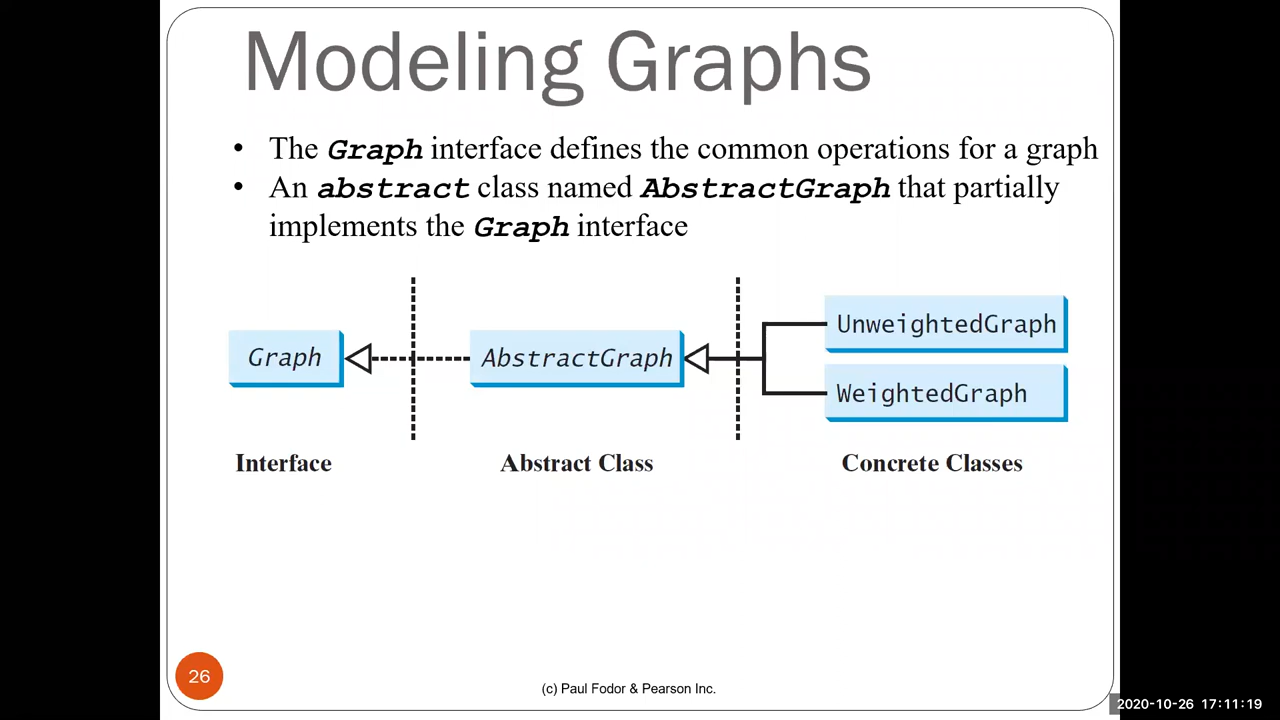 Modeling Graphs
• The Graph interface defines the common operations for a graph
• An abstract class named AbstractGraph that partially
implements the Graph interface
Graph
AbstractGraph
UnweightedGraph
WeightedGraph
Interface
Abstract Class
Concrete Classes
26
(c) Paul Fodor & Pearson Inc.
2020-10-26 17:11:19